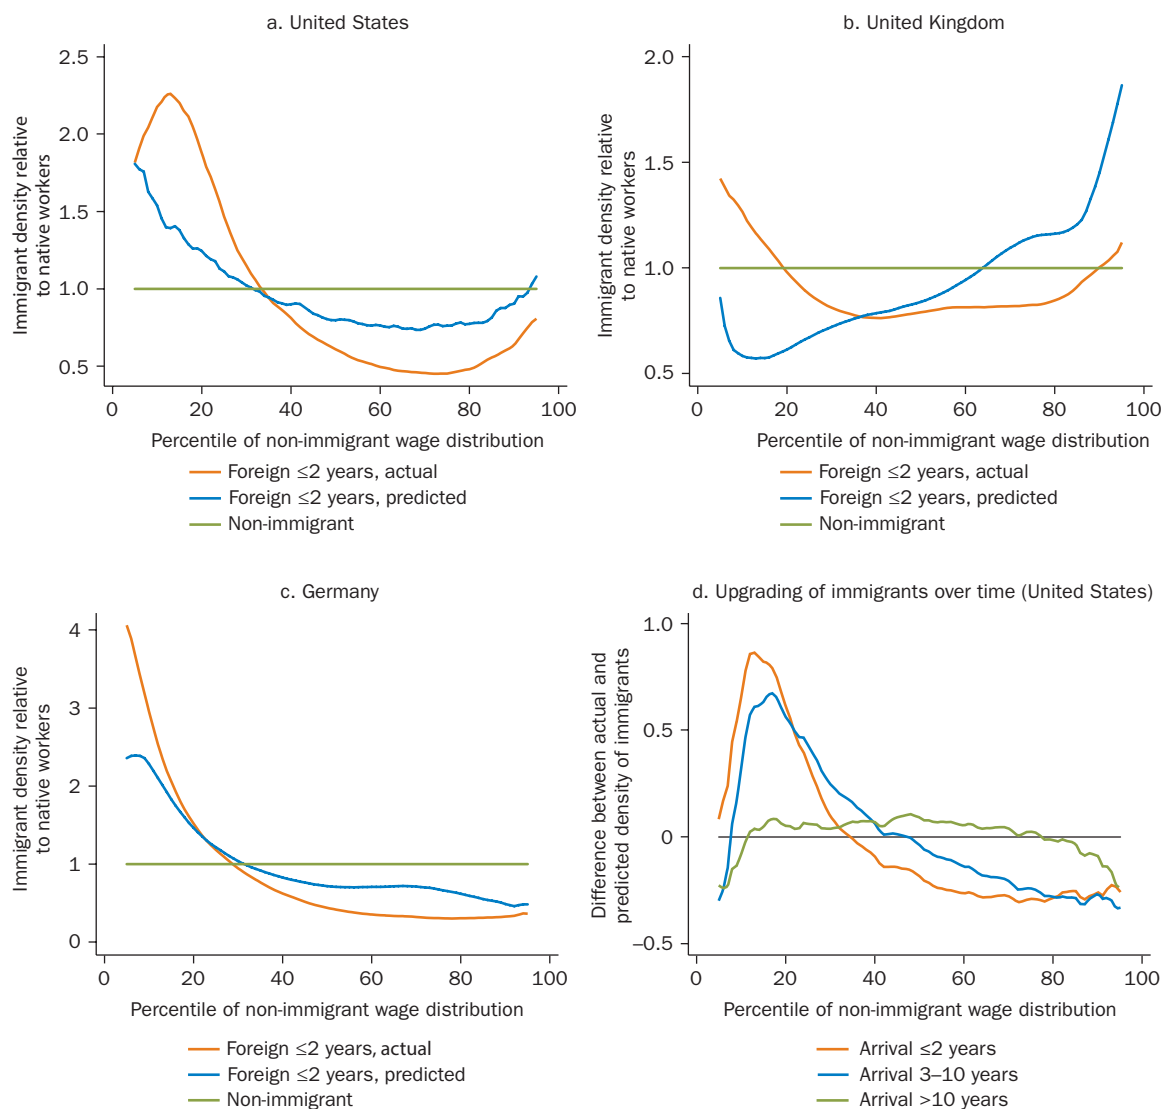 a. United States
Immigrant density relative
to native workers
2.5
2.0
1.5
1.0
0.5
0 20 40 60 80 100
Percentile of non-immigrant wage distribution
Foreign ≤2 years, actual
Foreign ≤2 years, predicted
Non-immigrant
b. United Kingdom
Immigrant density relative
to native workers
2.0
1.5
1.0
0.5
0 20 40 60 80 100
Percentile of non-immigrant wage distribution
Foreign ≤2 years, actual
Foreign ≤2 years, predicted
Non-immigrant
c. Germany
Immigrant density relative
to native workers
4
3
2
1
0
0 20 40 60 80 100
Percentile of non-immigrant wage distribution
Foreign ≤2 years, actual
Foreign ≤2 years, predicted
Non-immigrant
d. Upgrading of immigrants over time (United States)
Difference between actual and
predicted density of immigrants
1.0
0.5
0
–0.5
0 20 40 60 80 100
Percentile of non-immigrant wage distribution
Arrival ≤2 years
Arrival 3–10 years
Arrival >10 years